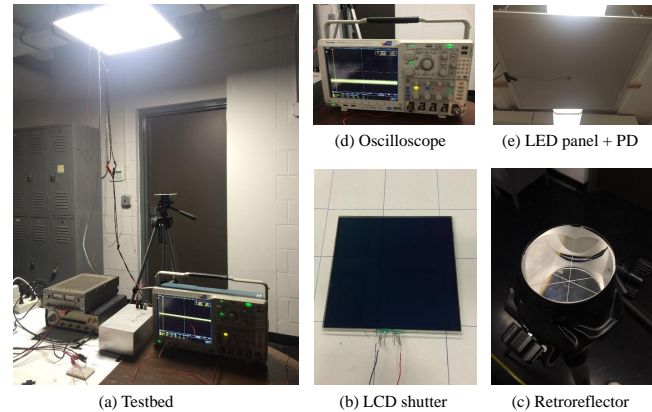 (d) Oscilloscope
(e) LED panel + PD
(a) Testbed
(b) LCD shutter
(c) Retroreflector